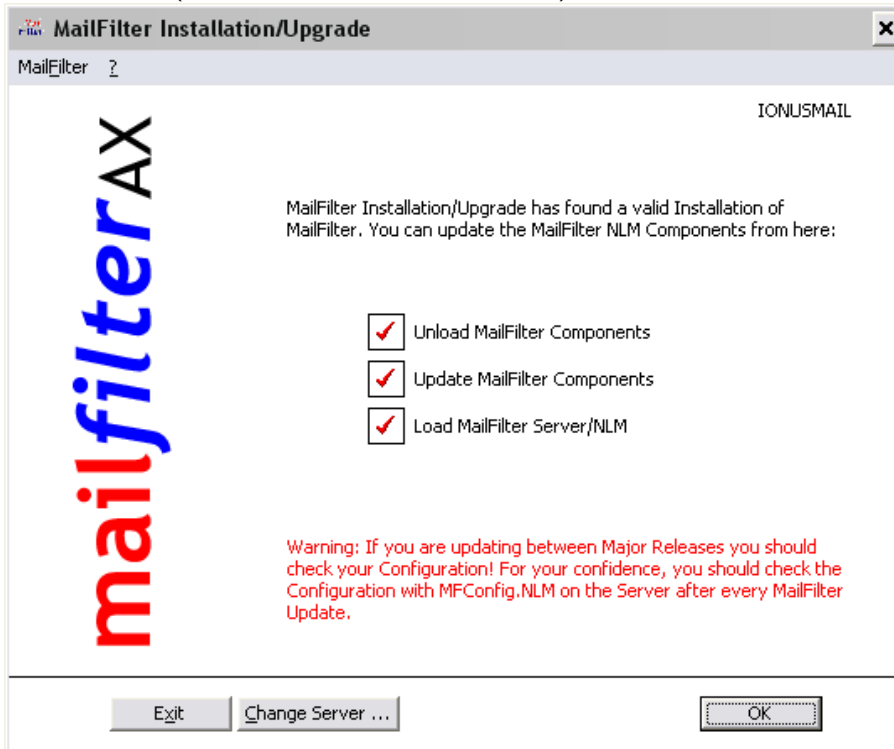 MailFilter Installation/Upgrade
MailFilter ?
IONUSMAIL
mailfilterAX
MailFilter Installation/Upgrade has found a valid Installation of
MailFilter. You can update the MailFilter NLM Components from here:
Unload MailFilter Components
Update MailFilter Components
Load MailFilter Server/NLM
Warning: If you are updating between Major Releases you should
check your Configuration! For your confidence, you should check the
Configuration with MFConfig.NLM on the Server after every MailFilter
Update.
Exit
Change Server ...
OK